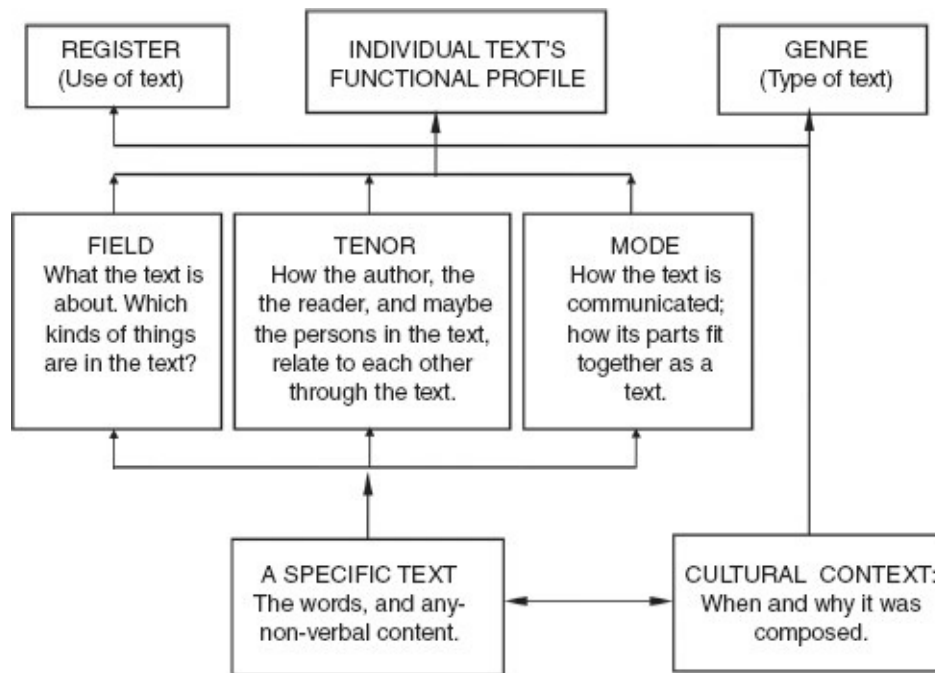 REGISTER
(Use of text)
INDIVIDUAL TEXT'S
FUNCTIONAL PROFILE
GENRE
(Type of text)
FIELD
What the text is
about. Which
kinds of things
are in the text?
TENOR
How the author, the
the reader, and maybe
the persons in the text,
relate to each other
through the text.
MODE
How the text is
communicated;
how its parts fit
together as a
text.
A SPECIFIC TEXT
The words, and any-
non-verbal content.
CULTURAL CONTEXT:
When and why it was
composed.